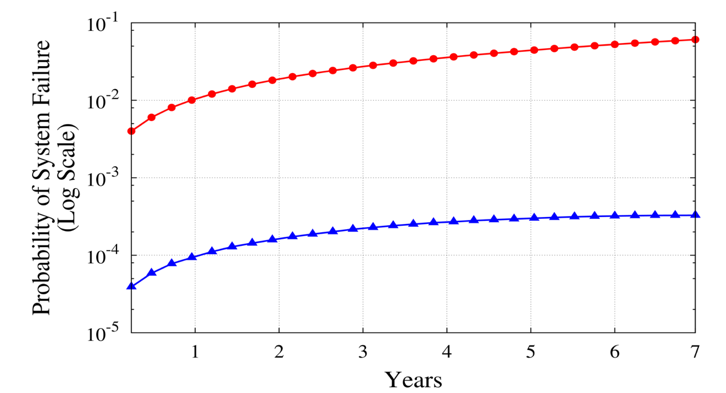 10^-1
10^-2
10^-3
10^-4
10^-5
Probability of System Failure
(Log Scale)
1 2 3 4 5 6 7
Years